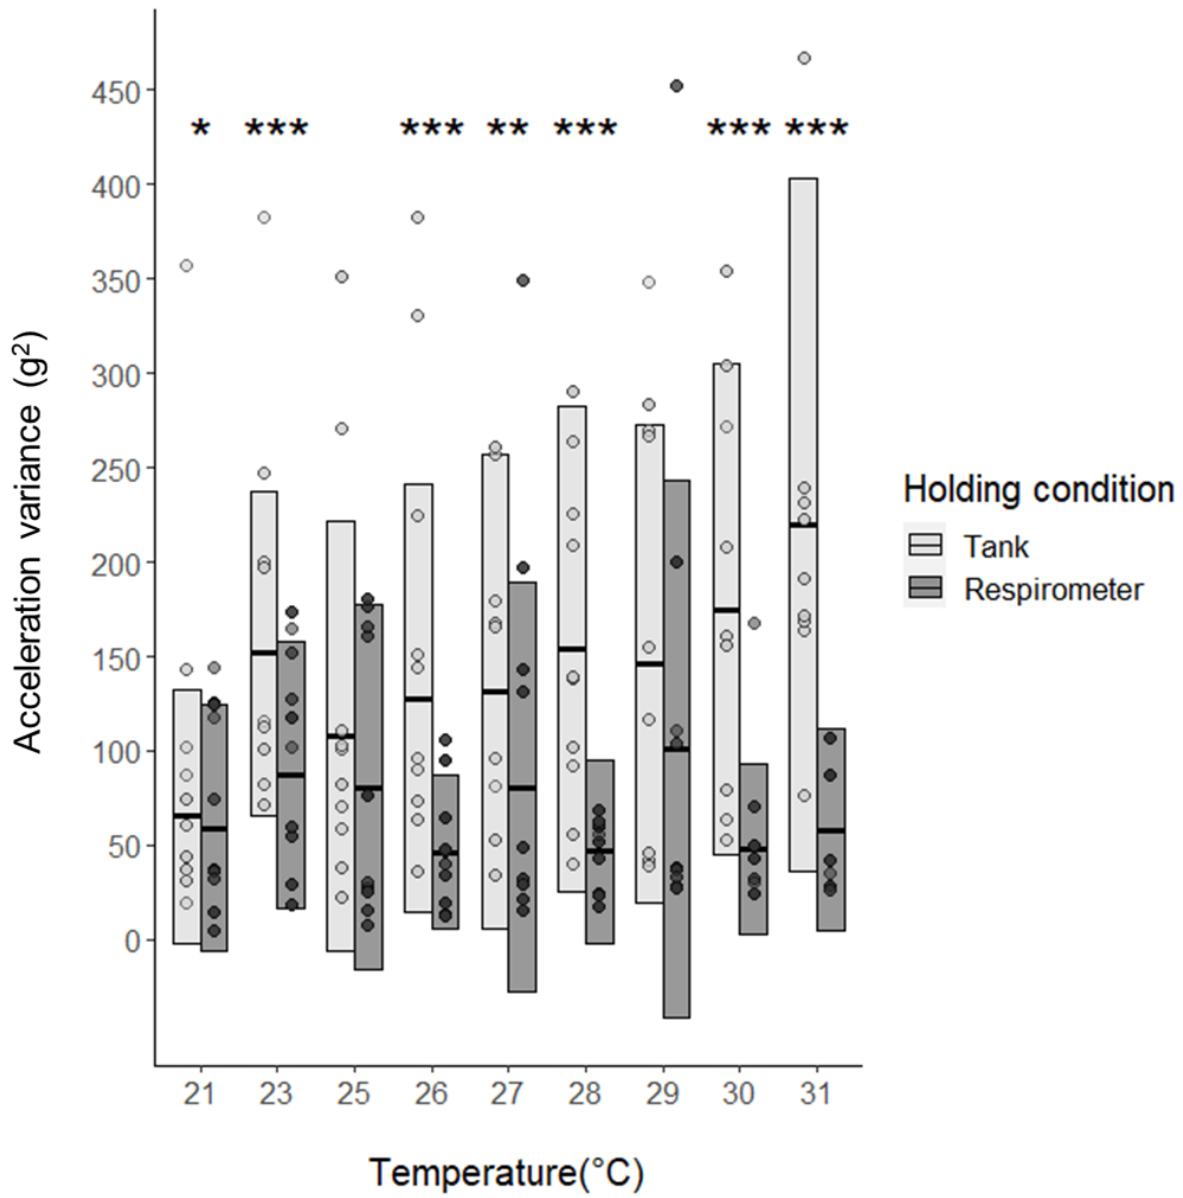 450
400
350
300
250
200
150
100
50
0
Acceleration variance (g²)
* *** *** ** *** *** ***
21 23 25 26 27 28 29 30 31
Temperature(°C)
Holding condition
Tank
Respirometer